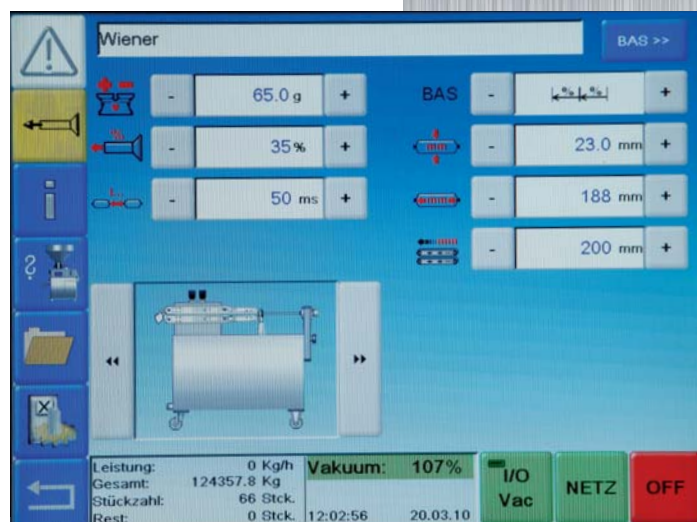 Wiener
BAS >>
- 65.0 g +
BAS - % % +
% - 35 % +
mm - 23.0 mm +
t... - 50 ms +
mm - 188 mm +
- 200 mm +
?
Leistung: 0 Kg/h
Gesamt: 124357.8 Kg
Stückzahl: 66 Stck.
Rest: 0 Stck.
Vakuum: 107%
12:02:56 20.03.10
I/O
Vac
NETZ
OFF